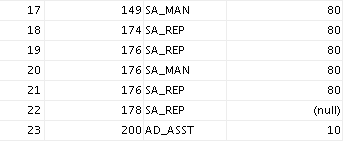 17 149 SA_MAN 80
18 174 SA_REP 80
19 176 SA_REP 80
20 176 SA_MAN 80
21 176 SA_REP 80
22 178 SA_REP (null)
23 200 AD_ASST 10